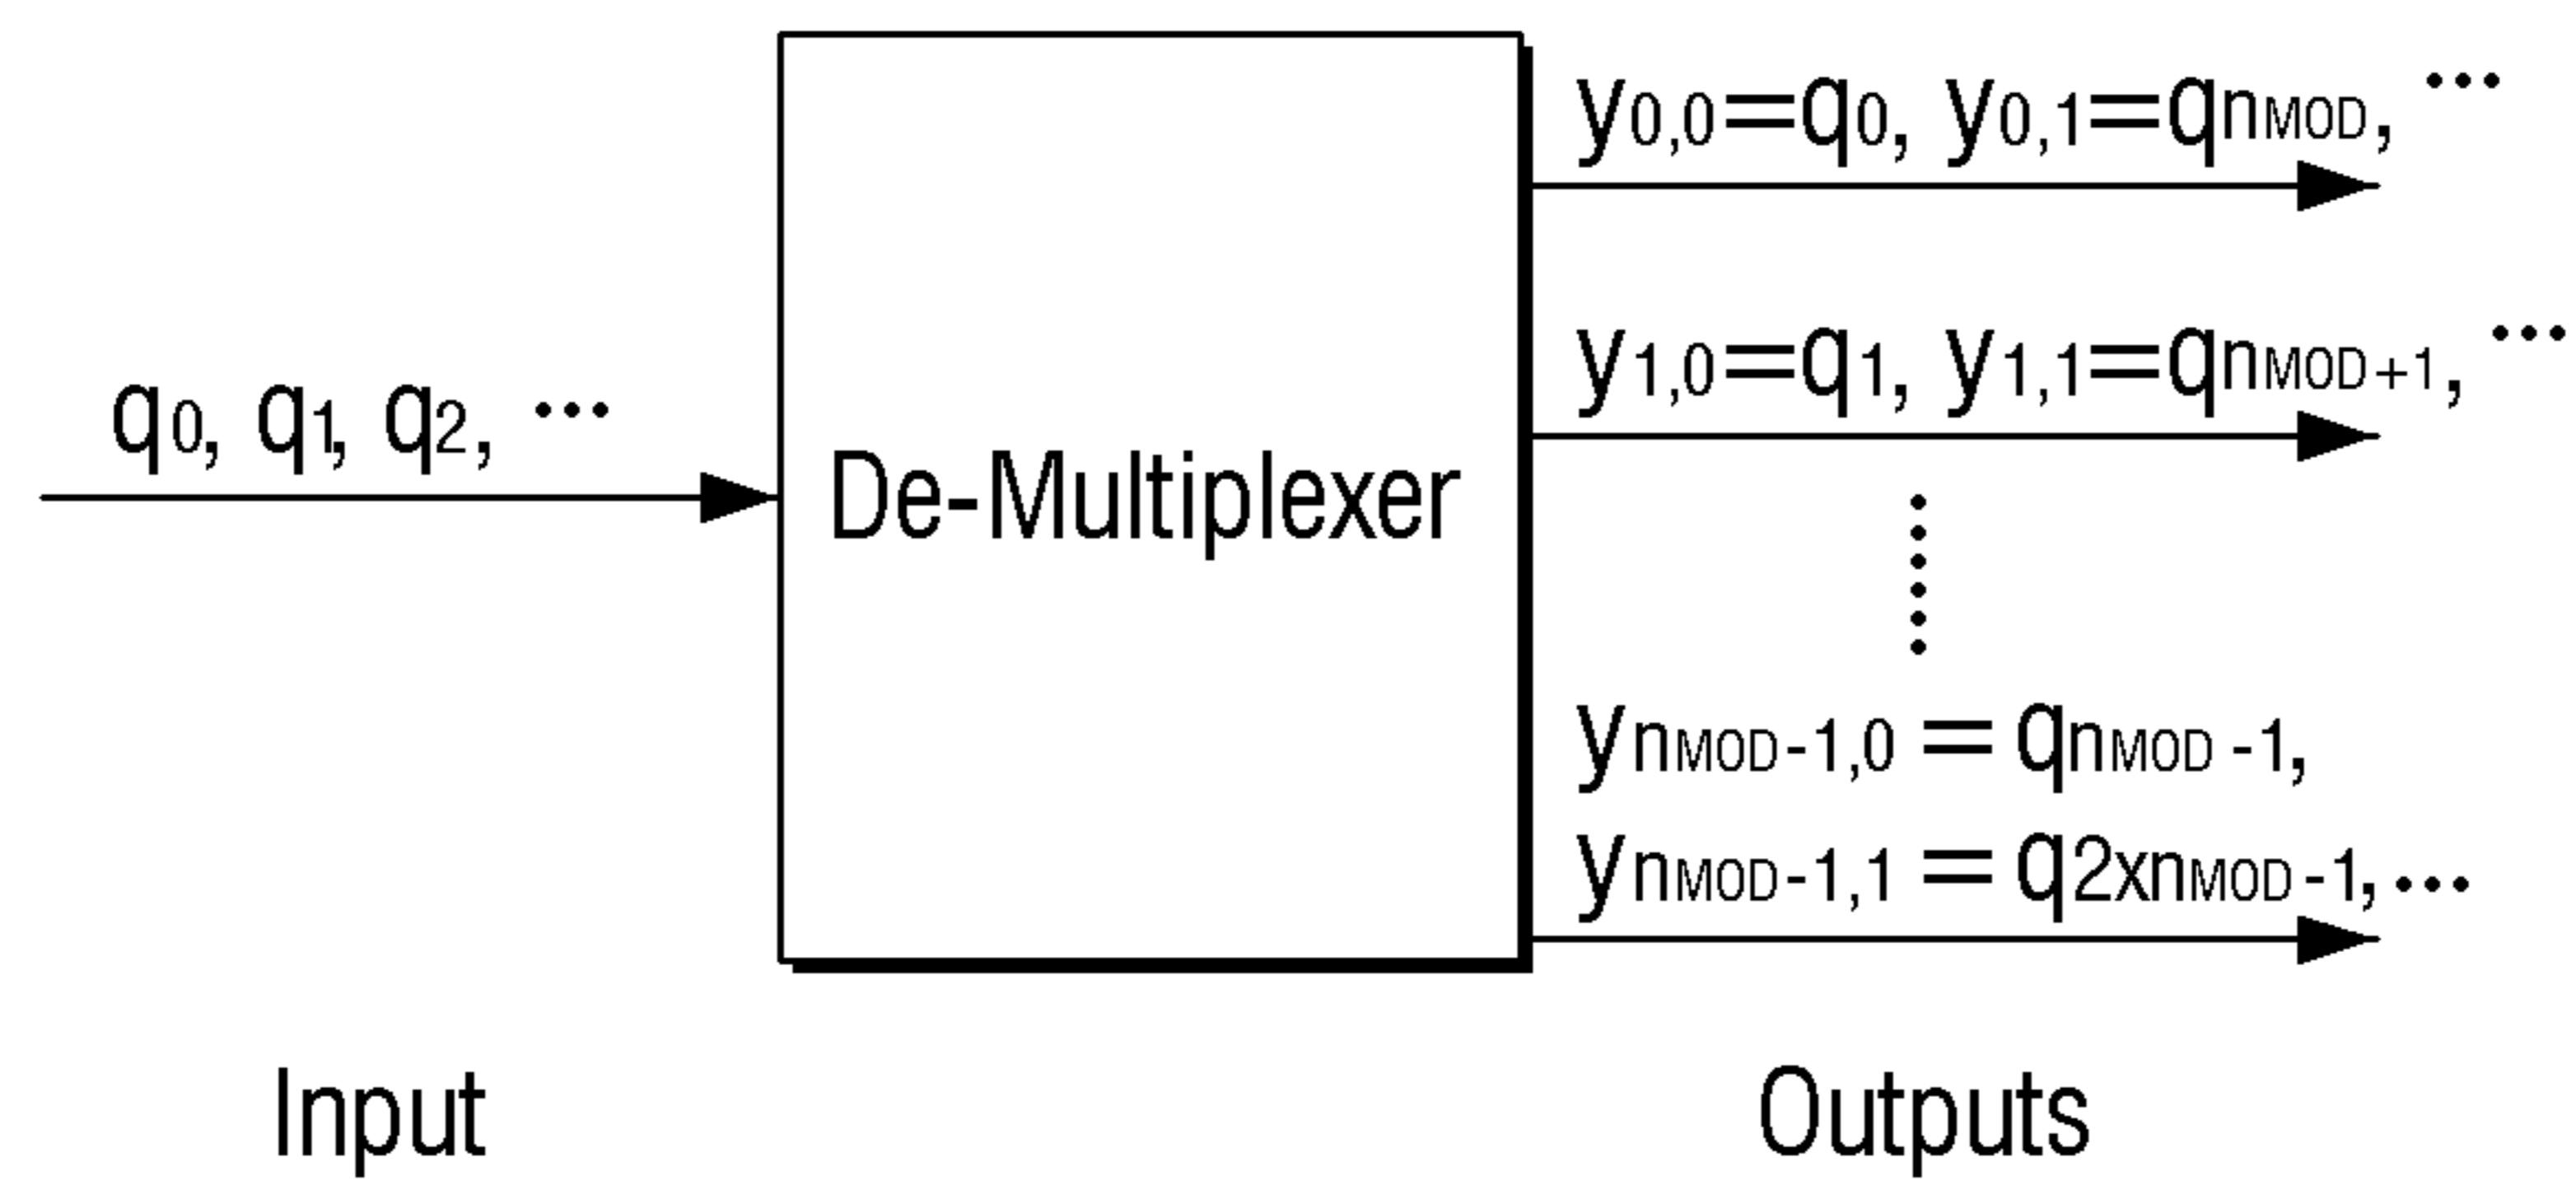 q0, q1, q2, ...
De-Multiplexer
y0,0=q0, y0,1=qnMOD, ...
y1,0=q1, y1,1=qnMOD+1, ...
ynMOD-1,0 = qnMOD -1,
ynMOD-1,1 = q2xnMOD-1, ...
Input
Outputs